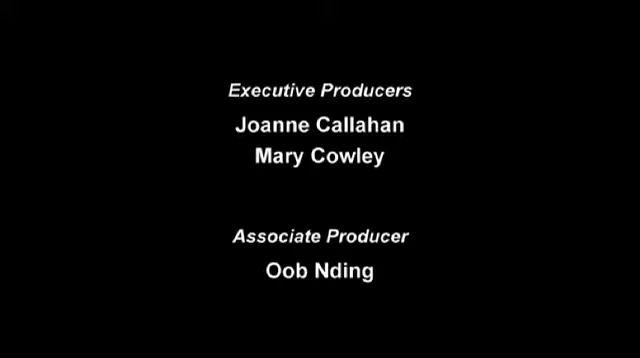 Executive Producers
Joanne Callahan
Mary Cowley
Associate Producer
Oob Nding